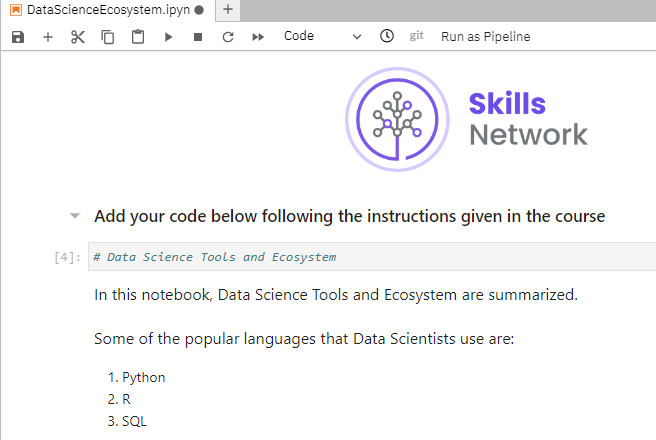 DataScienceEcosystem.ipyn
Code git Run as Pipeline
Skills
Network
Add your code below following the instructions given in the course
[4]: # Data Science Tools and Ecosystem
In this notebook, Data Science Tools and Ecosystem are summarized.
Some of the popular languages that Data Scientists use are:
1. Python
2. R
3. SQL